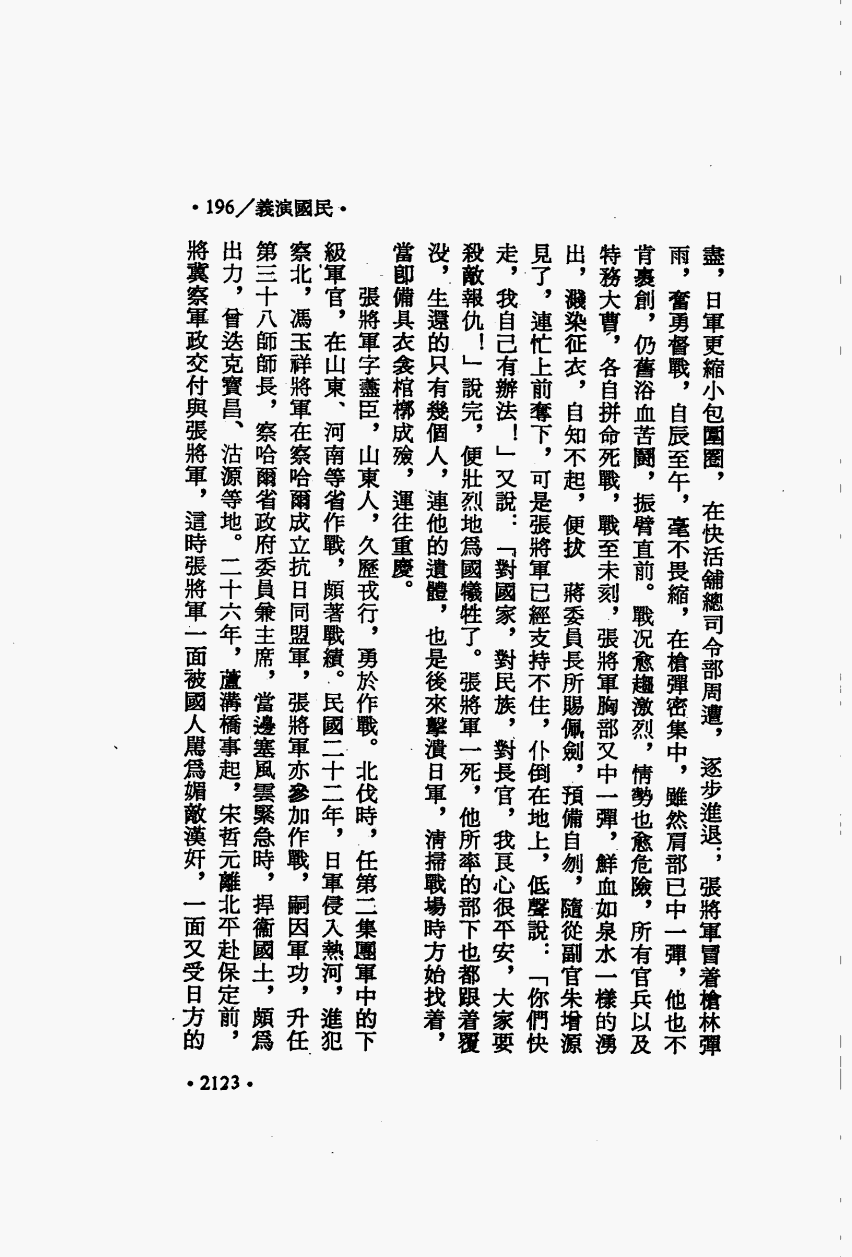 •196／義演國民•
盡，日軍更縮小包圍圈，在快活舖總司令部周遭，逐步進退；張將軍冒着槍林彈
雨，奮勇督戰，自辰至午，毫不畏縮，在槍彈密集中，雖然肩部已中一彈，他也不
肯裹創，仍舊浴血苦鬭，振臂直前。戰況愈趨激烈，情勢也愈危險，所有官兵以及
特務大曹，各自拼命死戰，戰至未刻，張將軍胸部又中一彈，鮮血如泉水一樣的湧
出，濺染征衣，自知不起，便拔　蔣委員長所賜佩劍，預備自刎，隨從副官朱增源
見了，連忙上前奪下，可是張將軍已經支持不住，仆倒在地上，低聲說：「你們快
走，我自己有辦法！」又說：「對國家，對民族，對長官，我良心很平安，大家要
殺敵報仇！」說完，便壯烈地爲國犧牲了。張將軍一死，他所率的部下也都跟着覆
沒，生還的只有幾個人，連他的遺體，也是後來擊潰日軍，清掃戰場時方始找着，
當卽備具衣衾棺槨成殮，運往重慶。
張將軍字藎臣，山東人，久歷戎行，勇於作戰。北伐時，任第二集團軍中的下
級軍官，在山東、河南等省作戰，頗著戰績。民國二十二年，日軍侵入熱河，進犯
察北，馮玉祥將軍在察哈爾成立抗日同盟軍，張將軍亦參加作戰，嗣因軍功，升任
第三十八師師長，察哈爾省政府委員兼主席，當邊塞風雲緊急時，捍衞國土，頗爲
出力，曾迭克寶昌、沽源等地。二十六年，蘆溝橋事起，宋哲元離北平赴保定前，
將冀察軍政交付與張將軍，這時張將軍一面被國人駡爲媚敵漢奸，一面又受日方的
•2123•